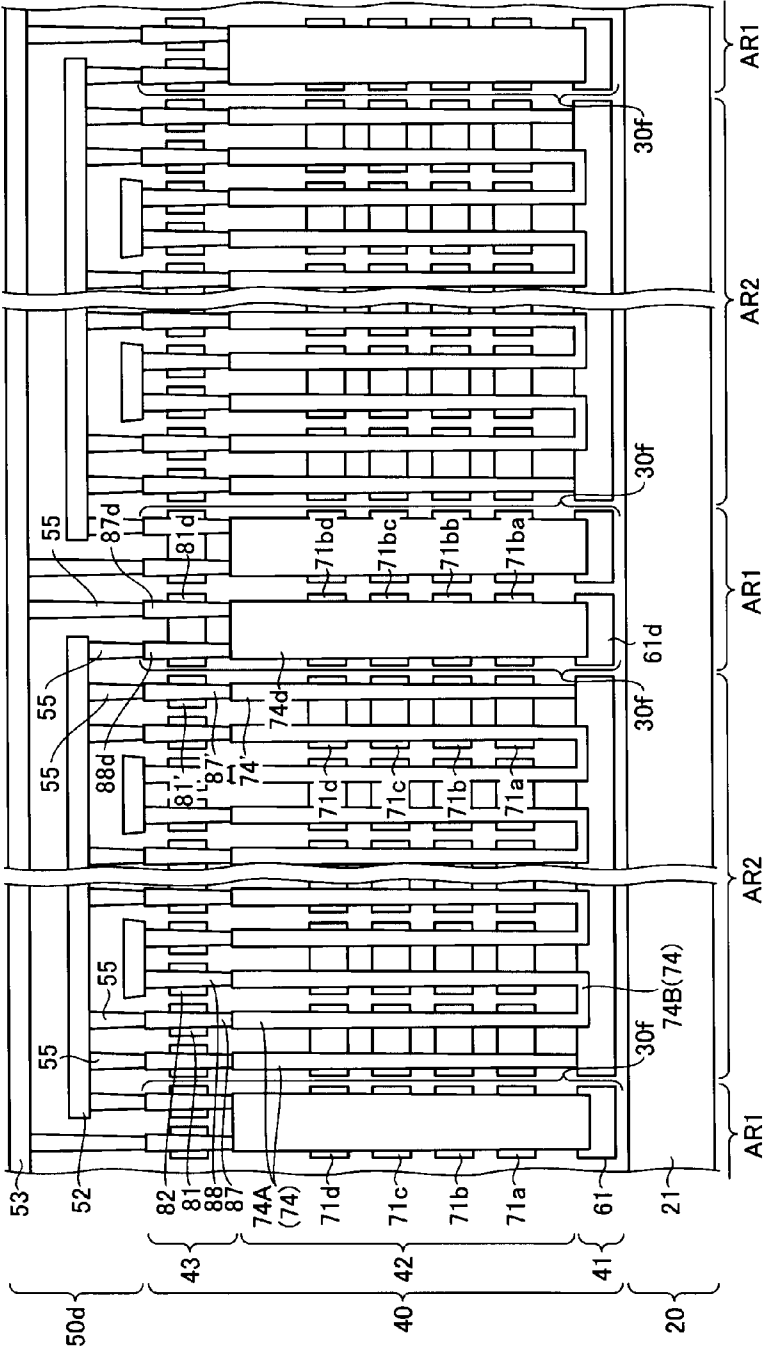 AR1
AR2
AR1
AR2
AR1
30f
30f
30f
30f
53
52
82
81
88
87
74A
(74)
71d
71c
71b
71a
61
21
50d
43
42
41
40
20
55
55
55
55
55
88d
87d
81d
81'
87'
74'
74d
71bd
71bc
71bb
71ba
61d
71d
71c
71b
71a
74B(74)